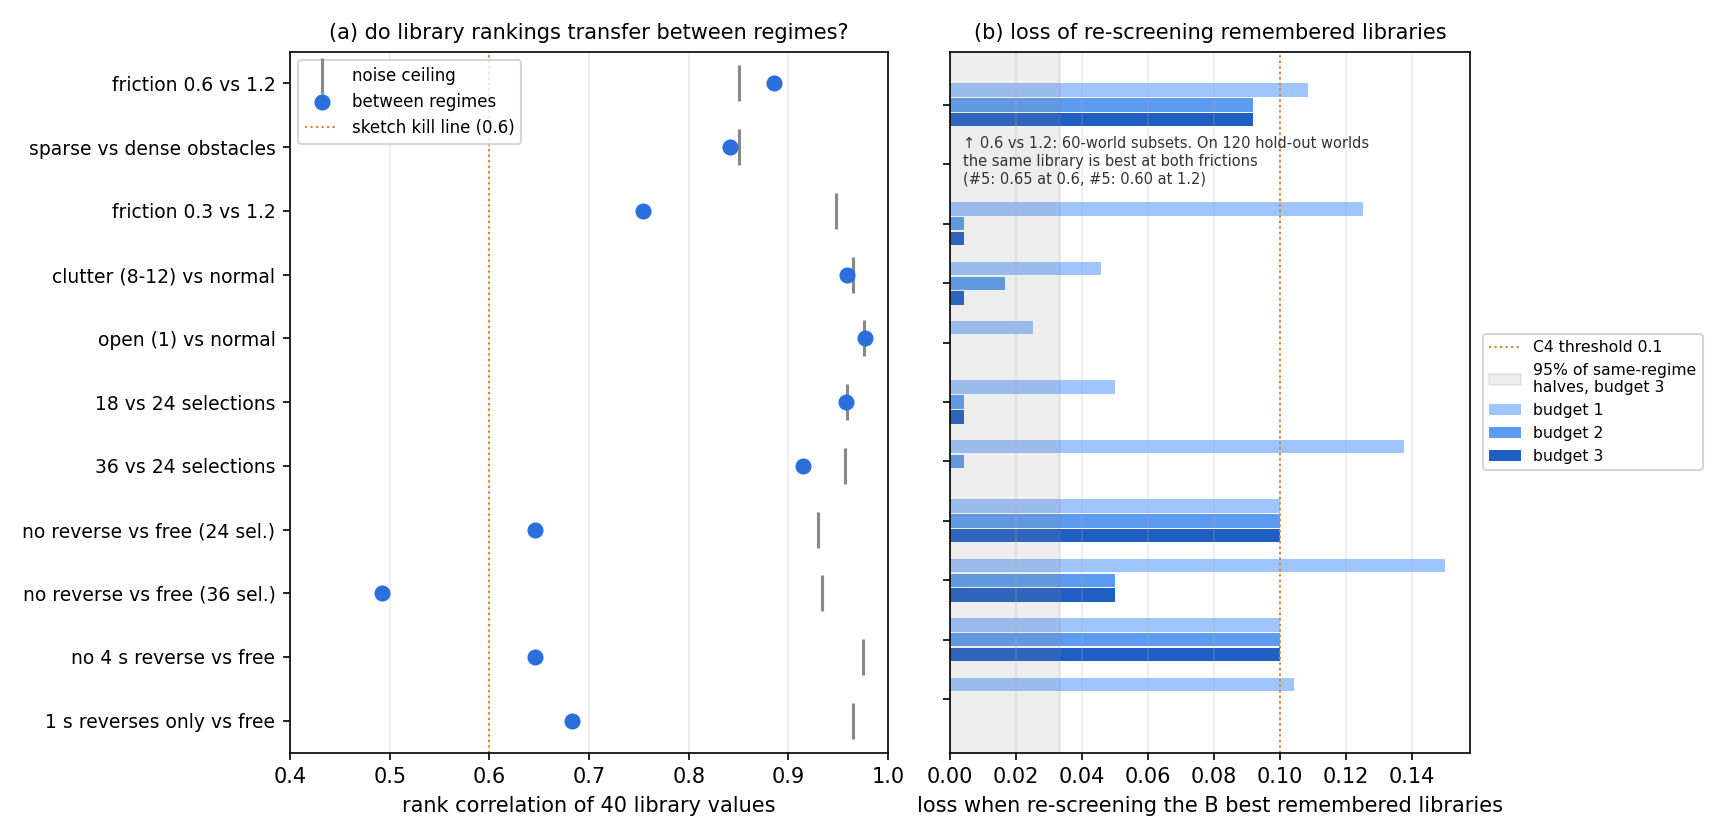 (a) do library rankings transfer between regimes?
noise ceiling
between regimes
sketch kill line (0.6)
friction 0.6 vs 1.2
sparse vs dense obstacles
friction 0.3 vs 1.2
clutter (8-12) vs normal
open (1) vs normal
18 vs 24 selections
36 vs 24 selections
no reverse vs free (24 sel.)
no reverse vs free (36 sel.)
no 4 s reverse vs free
1 s reverses only vs free
0.4 0.5 0.6 0.7 0.8 0.9 1.0
rank correlation of 40 library values
(b) loss of re-screening remembered libraries
↑ 0.6 vs 1.2: 60-world subsets. On 120 hold-out worlds
the same library is best at both frictions
(#5: 0.65 at 0.6, #5: 0.60 at 1.2)
0.00 0.02 0.04 0.06 0.08 0.10 0.12 0.14
loss when re-screening the B best remembered libraries
C4 threshold 0.1
95% of same-regime
halves, budget 3
budget 1
budget 2
budget 3